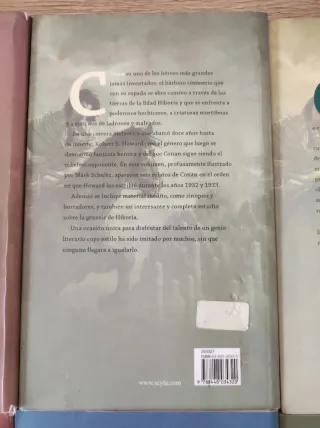 Conan es uno de los héroes más grandes
jamás inventados: el bárbaro cimmerio que
con su espada se abre camino a través de las
tierras de la Edad Hiboria y que se enfrenta a
poderosos hechiceros, a criaturas mortíferas
y a ejércitos de ladrones y malvados.
En una carrera meteórica que abarcó doce años hasta
su muerte, Robert E. Howard creó el género que luego se
denominó fantasía heroica y del que Conan sigue siendo el
máximo exponente. En este volumen, profusamente ilustrado
por Mark Schultz, aparecen seis relatos de Conan en el orden
en que Howard los escribió durante los años 1932 y 1933.
Además se incluye material inédito, como sinopsis y
borradores, y también un interesante y completo estudio
sobre la génesis de Hiboria.
Una ocasión única para disfrutar del talento de un genio
literario cuyo estilo ha sido imitado por muchos, sin que
ninguno llegara a igualarlo.
www.scyla.com